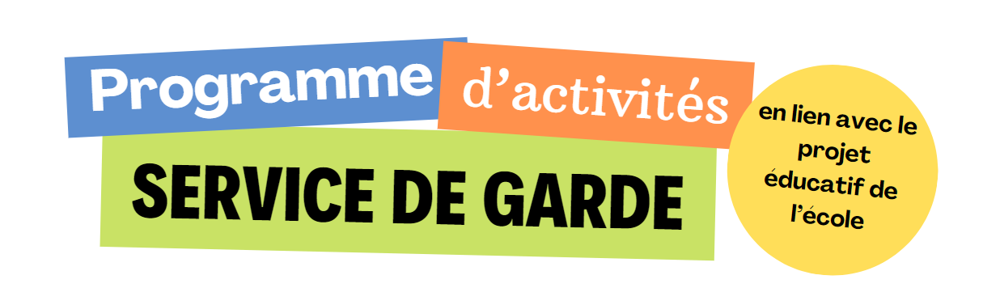 Programme d'activités
SERVICE DE GARDE
en lien avec le
projet
éducatif de
l'école